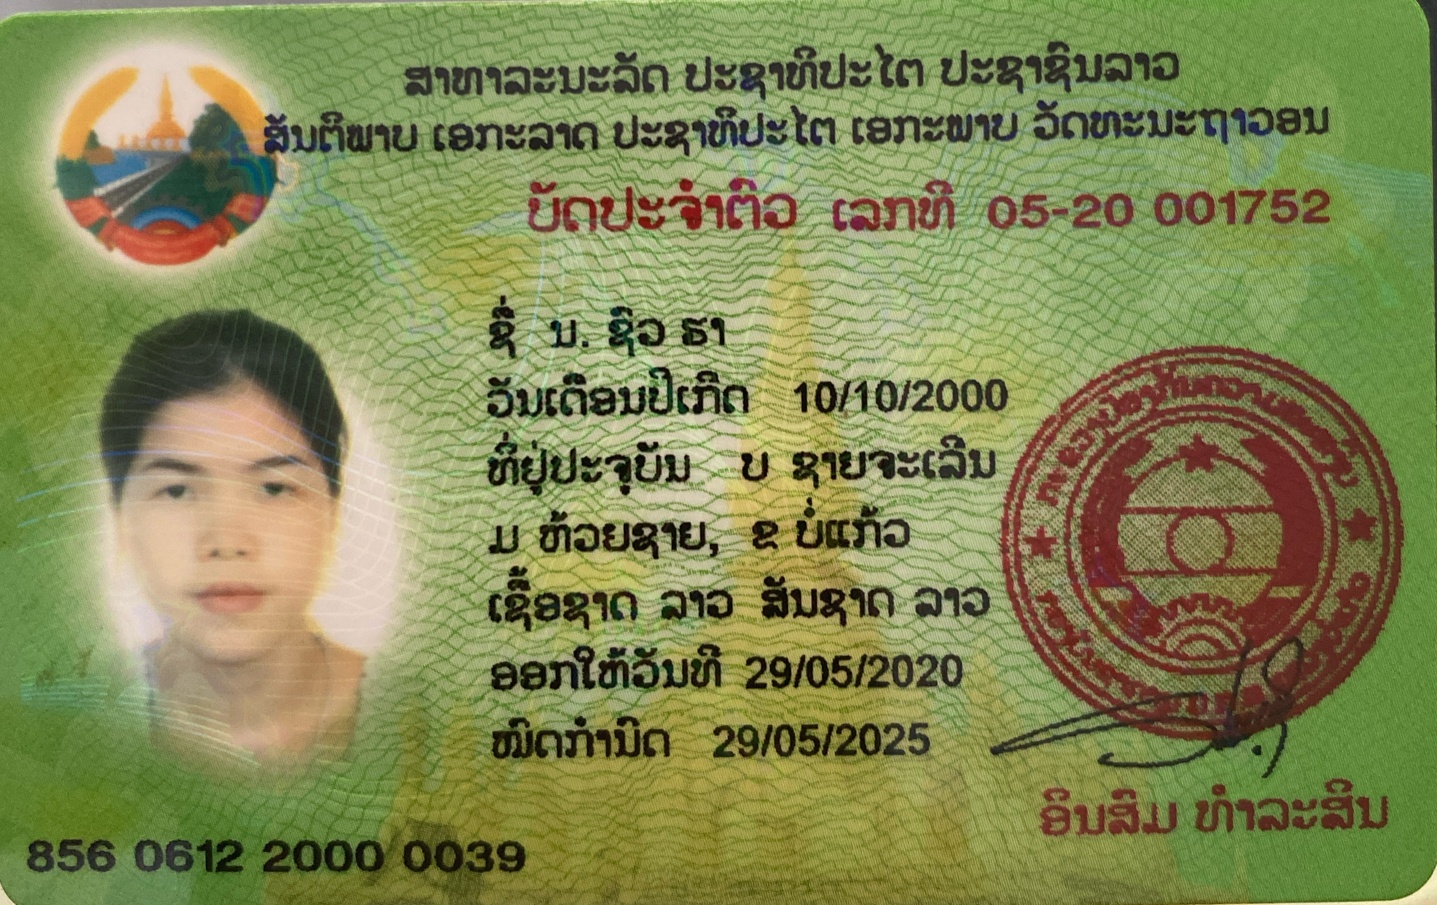 ສາທາລະນະລັດ ປະຊາທິປະໄຕ ປະຊາຊົນລາວ
ສັນຕິພາບ ເອກະລາດ ປະຊາທິປະໄຕ ເອກະພາບ ວັດທະນະຖາວອນ
ບັດປະຈຳຕົວ ເລກທີ 05-20 001752
ຊື່ ນ. ຊົວ ຣາ
ວັນເດືອນປີເກີດ 10/10/2000
ທີ່ຢູ່ປະຈຸບັນ ບ ຊາຍຈະເລີນ
ມ ຫ້ວຍຊາຍ, ຂ ບໍ່ແກ້ວ
ເຊື້ອຊາດ ລາວ ສັນຊາດ ລາວ
ອອກໃຫ້ວັນທີ 29/05/2020
ໝົດກຳນົດ 29/05/2025
ອິນສົມ ທຳລະສິນ
856 0612 2000 0039